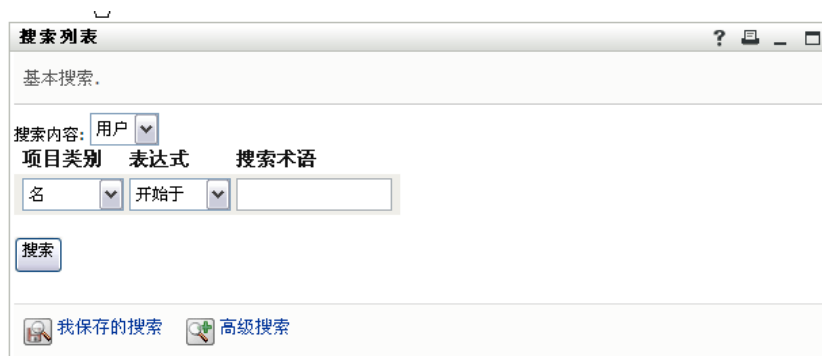 搜索列表
基本搜索.
搜索内容: 用户
项目类别 表达式 搜索术语
名 开始于
搜索
我保存的搜索 高级搜索